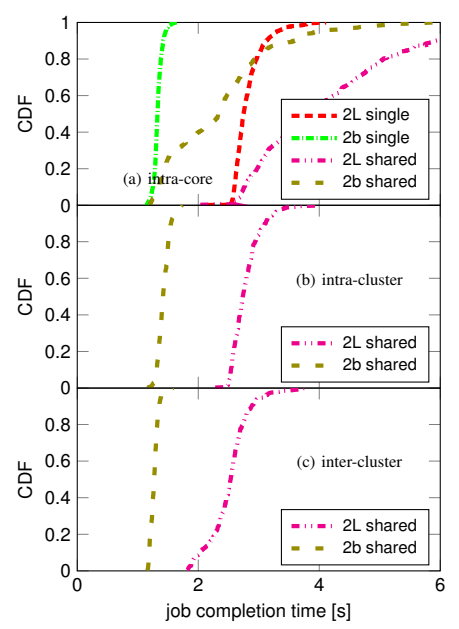 1
0.8
0.6
0.4
0.2
0
CDF
2L single
2b single
2L shared
2b shared
(a) intra-core
0.8
0.6
0.4
0.2
0
CDF
(b) intra-cluster
2L shared
2b shared
0.8
0.6
0.4
0.2
0
CDF
(c) inter-cluster
2L shared
2b shared
0 2 4 6
job completion time [s]